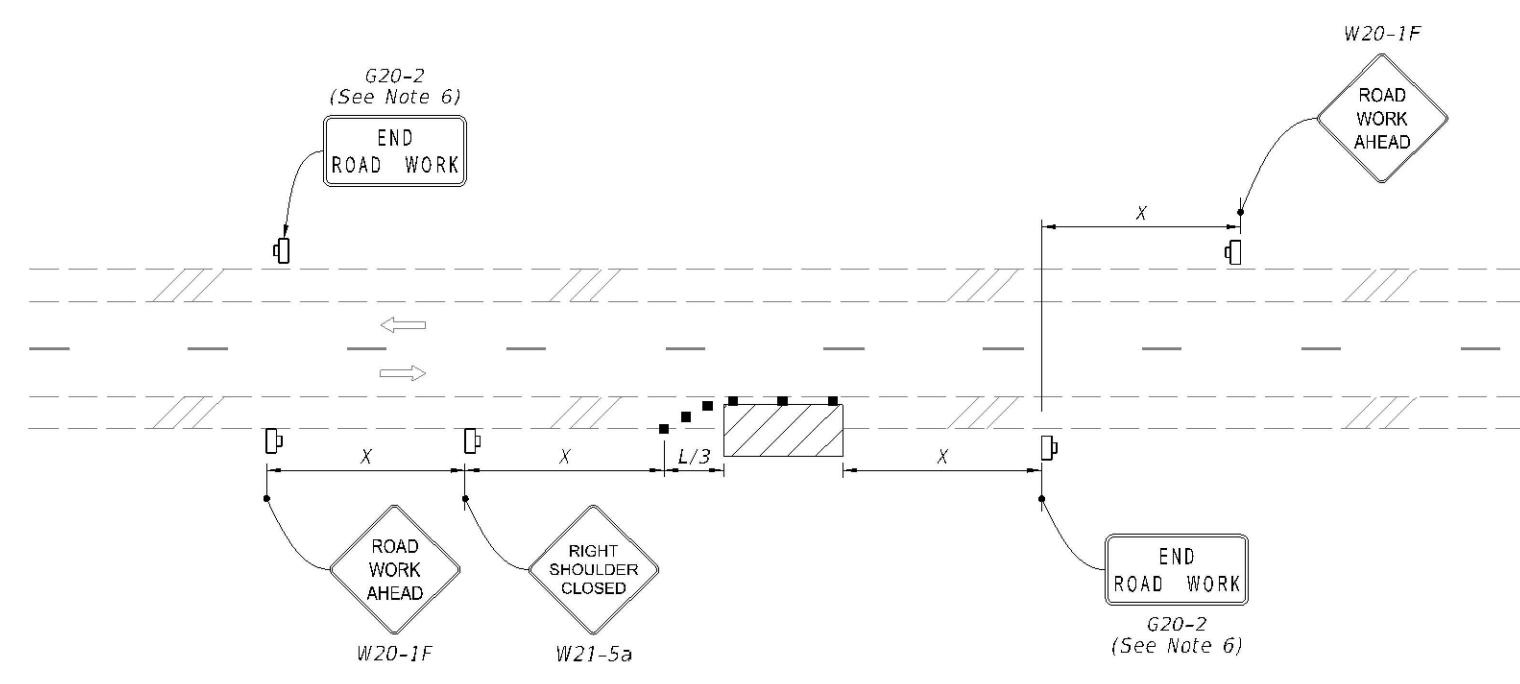 W20-1F
ROAD
WORK
AHEAD
G20-2
(See Note 6)
END
ROAD WORK
X
X
X
L/3
X
ROAD
WORK
AHEAD
W20-1F
RIGHT
SHOULDER
CLOSED
W21-5a
END
ROAD WORK
G20-2
(See Note 6)